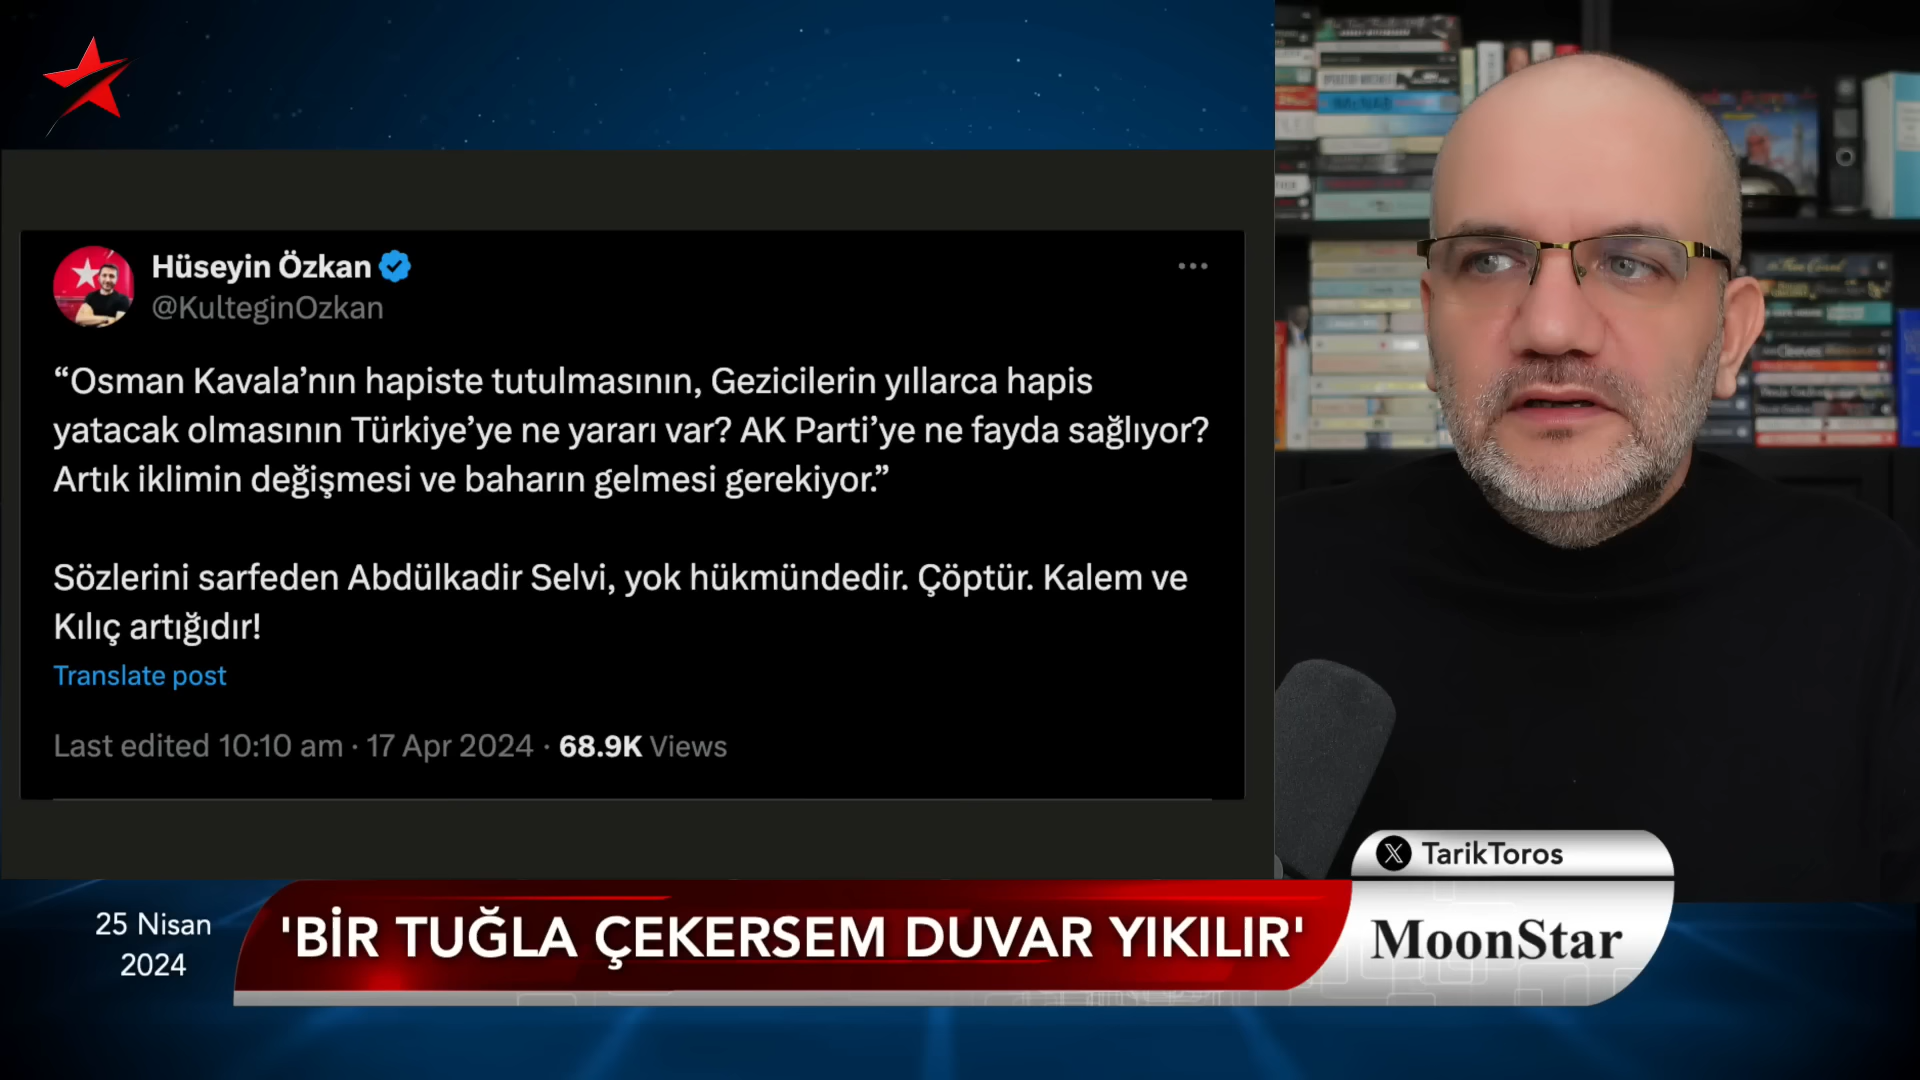 Hüseyin Özkan
@KulteginOzkan
“Osman Kavala’nın hapiste tutulmasının, Gezicilerin yıllarca hapis
yatacak olmasının Türkiye’ye ne yararı var? AK Parti’ye ne fayda sağlıyor?
Artık iklimin değişmesi ve baharın gelmesi gerekiyor.”
Sözlerini sarfeden Abdülkadir Selvi, yok hükmündedir. Çöptür. Kalem ve
Kılıç artığıdır!
Translate post
Last edited 10:10 am · 17 Apr 2024 · 68.9K Views
TarikToros
25 Nisan
2024
'BİR TUĞLA ÇEKERSEM DUVAR YIKILIR'
MoonStar